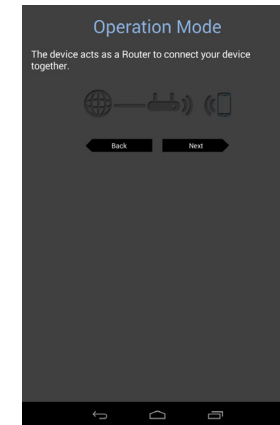 Operation Mode
The device acts as a Router to connect your device
together.
Back
Next